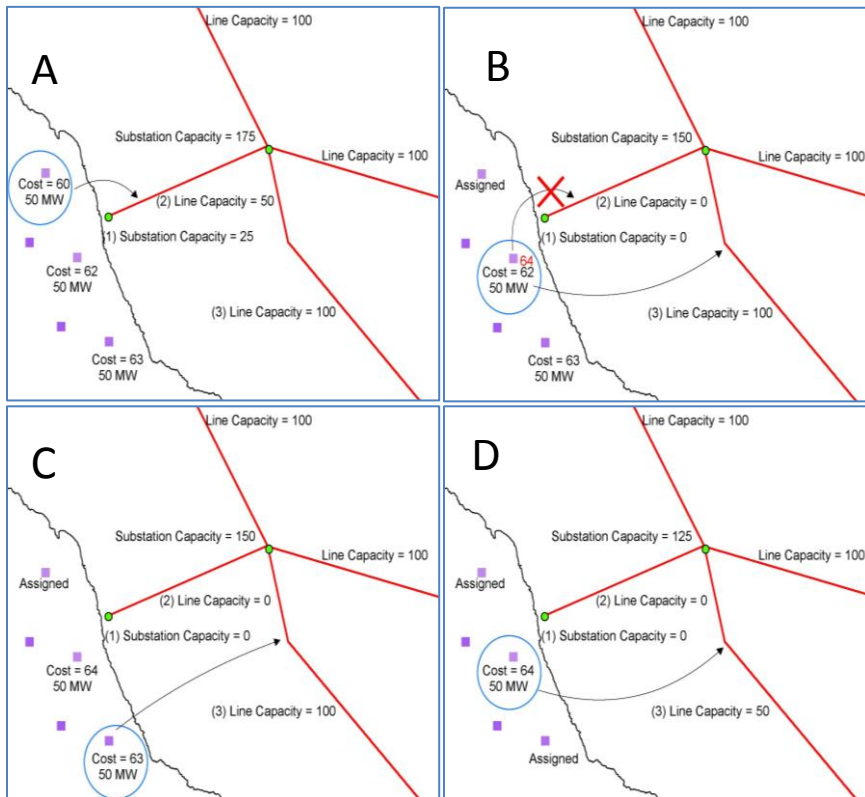 A
Line Capacity = 100
Substation Capacity = 175
Line Capacity = 100
Cost = 60
50 MW
(2) Line Capacity = 50
(1) Substation Capacity = 25
Cost = 62
50 MW
(3) Line Capacity = 100
Cost = 63
50 MW
B
Line Capacity = 100
Substation Capacity = 150
Line Capacity = 100
Assigned
(2) Line Capacity = 0
(1) Substation Capacity = 0
64
Cost = 62
50 MW
(3) Line Capacity = 100
Cost = 63
50 MW
C
Line Capacity = 100
Substation Capacity = 150
Line Capacity = 100
Assigned
(2) Line Capacity = 0
(1) Substation Capacity = 0
Cost = 64
50 MW
(3) Line Capacity = 100
Cost = 63
50 MW
D
Line Capacity = 100
Substation Capacity = 125
Line Capacity = 100
Assigned
(2) Line Capacity = 0
(1) Substation Capacity = 0
Cost = 64
50 MW
(3) Line Capacity = 50
Assigned